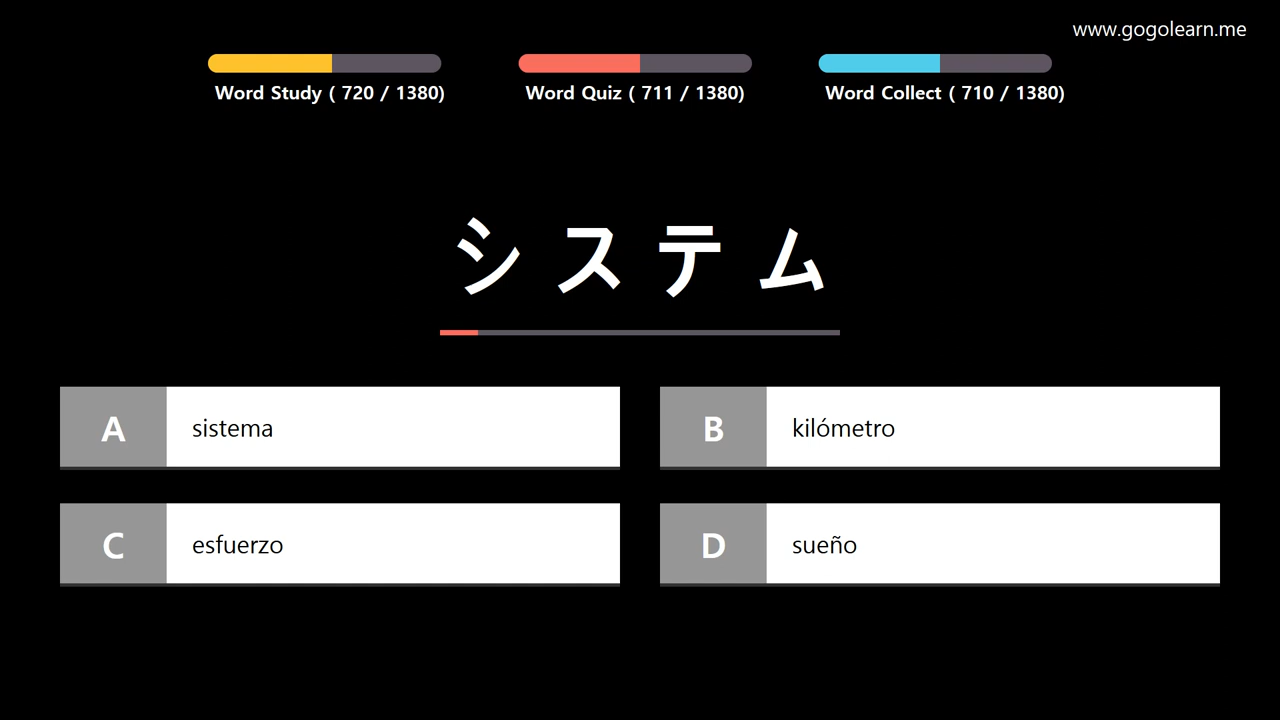 www.gogolearn.me
Word Study ( 720 / 1380)
Word Quiz ( 711 / 1380)
Word Collect ( 710 / 1380)
システム
A sistema
B kilómetro
C esfuerzo
D sueño